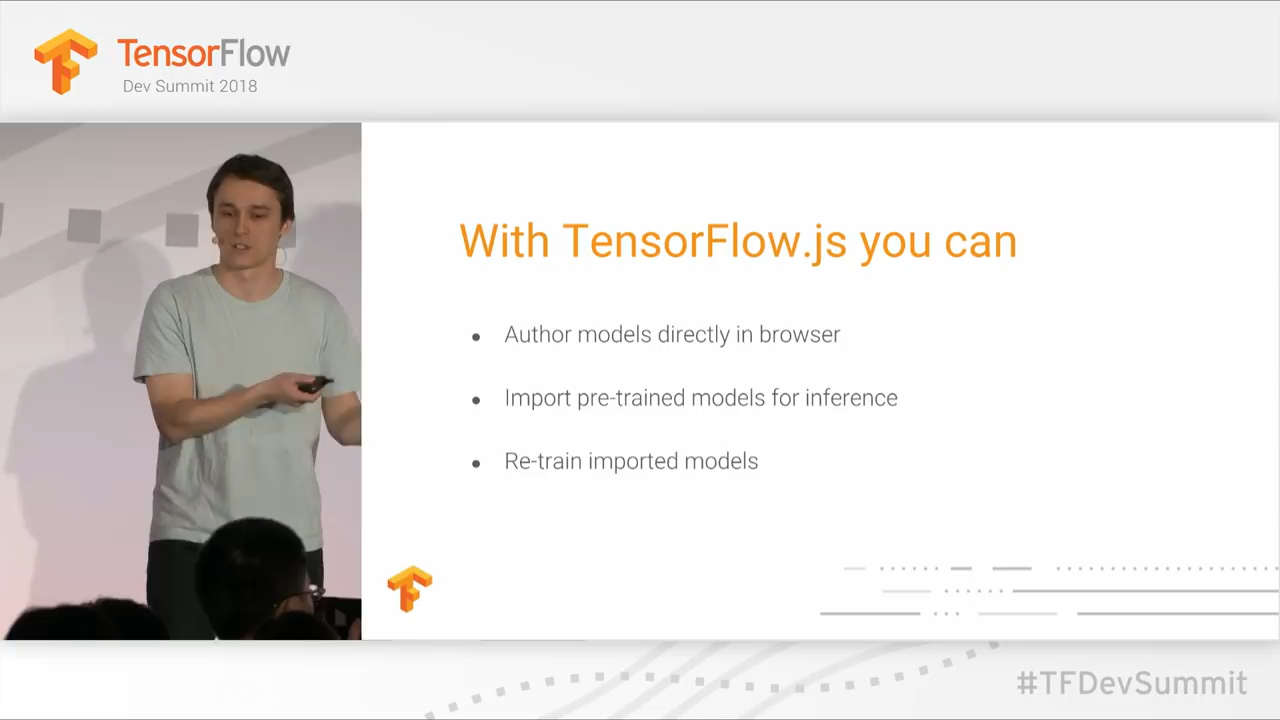 TensorFlow
Dev Summit 2018
With TensorFlow.js you can
• Author models directly in browser
• Import pre-trained models for inference
• Re-train imported models
#TFDevSummit